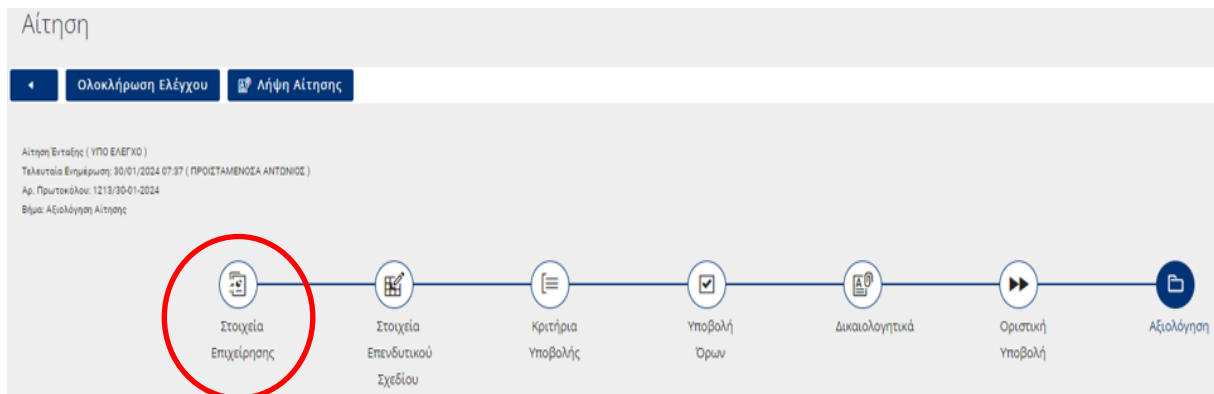 Αίτηση
Ολοκλήρωση Ελέγχου Λήψη Αίτησης
Αίτηση Ένταξης ( ΥΠΟ ΕΛΕΓΧΟ )
Τελευταία Ενημέρωση: 30/01/2024 07:37 ( ΠΡΟΙΣΤΑΜΕΝΟΣΑ ΑΝΤΩΝΙΟΣ )
Αρ. Πρωτοκόλου: 1213/30-01-2024
Βήμα: Αξιολόγηση Αίτησης
Στοιχεία
Επιχείρησης
Στοιχεία
Επενδυτικού
Σχεδίου
Κριτήρια
Υποβολής
Υποβολή
Όρων
Δικαιολογητικά
Οριστική
Υποβολή
Αξιολόγηση